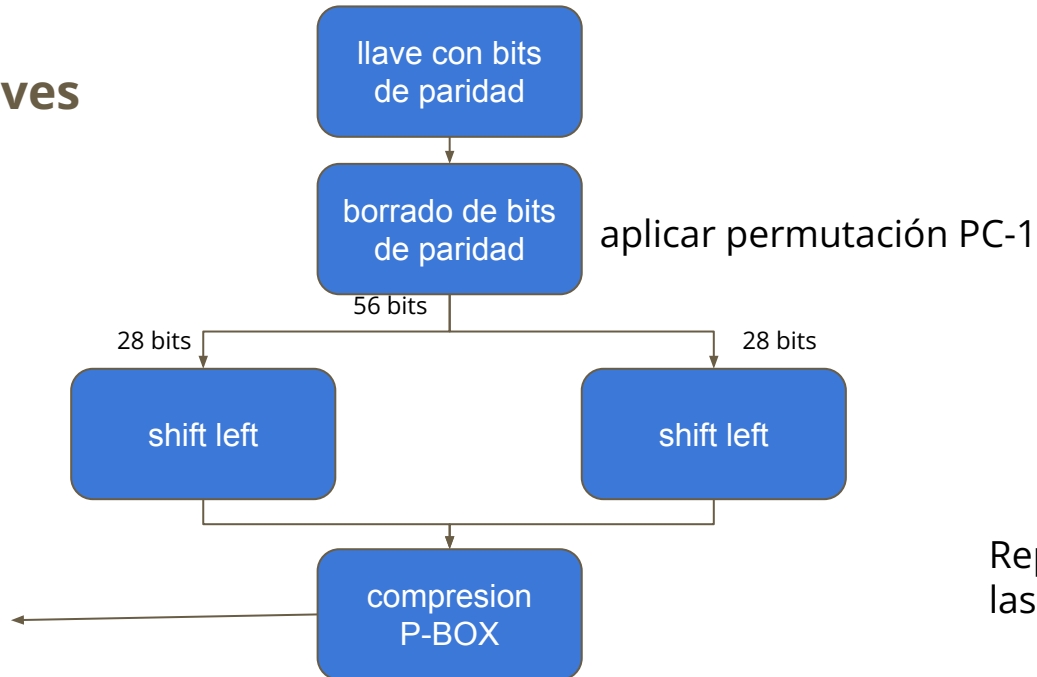 llave con bits
de paridad
ves
borrado de bits
de paridad
aplicar permutación PC-1
56 bits
28 bits
28 bits
shift left
shift left
compresion
P-BOX
Rep
las